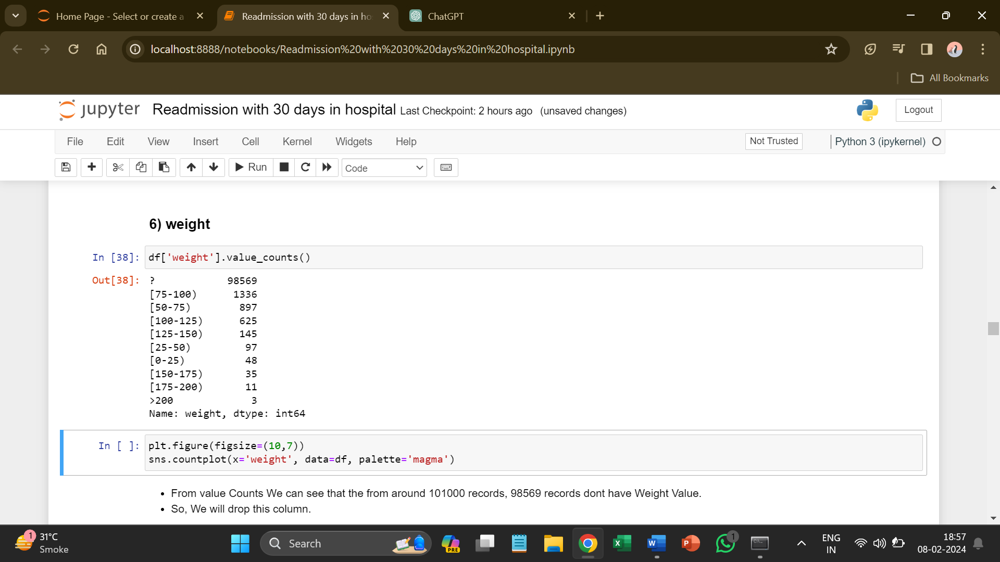 Home Page - Select or create a
Readmission with 30 days in ho
ChatGPT
localhost:8888/notebooks/Readmission%20with%2030%20days%20in%20hospital.ipynb
All Bookmarks
jupyter Readmission with 30 days in hospital Last Checkpoint: 2 hours ago (unsaved changes)
Logout
File Edit View Insert Cell Kernel Widgets Help
Not Trusted
Python 3 (ipykernel)
Run
Code
6) weight
In [38]: df['weight'].value_counts()
Out[38]: ? 98569
[75-100) 1336
[50-75) 897
[100-125) 625
[125-150) 145
[25-50) 97
[0-25) 48
[150-175) 35
[175-200) 11
>200 3
Name: weight, dtype: int64
In [ ]: plt.figure(figsize=(10,7))
sns.countplot(x='weight', data=df, palette='magma')
• From value Counts We can see that the from around 101000 records, 98569 records dont have Weight Value.
• So, We will drop this column.
1
31°C
Smoke
Search
PRE
X
W
P
1
C:\_
ENG
IN
18:57
08-02-2024